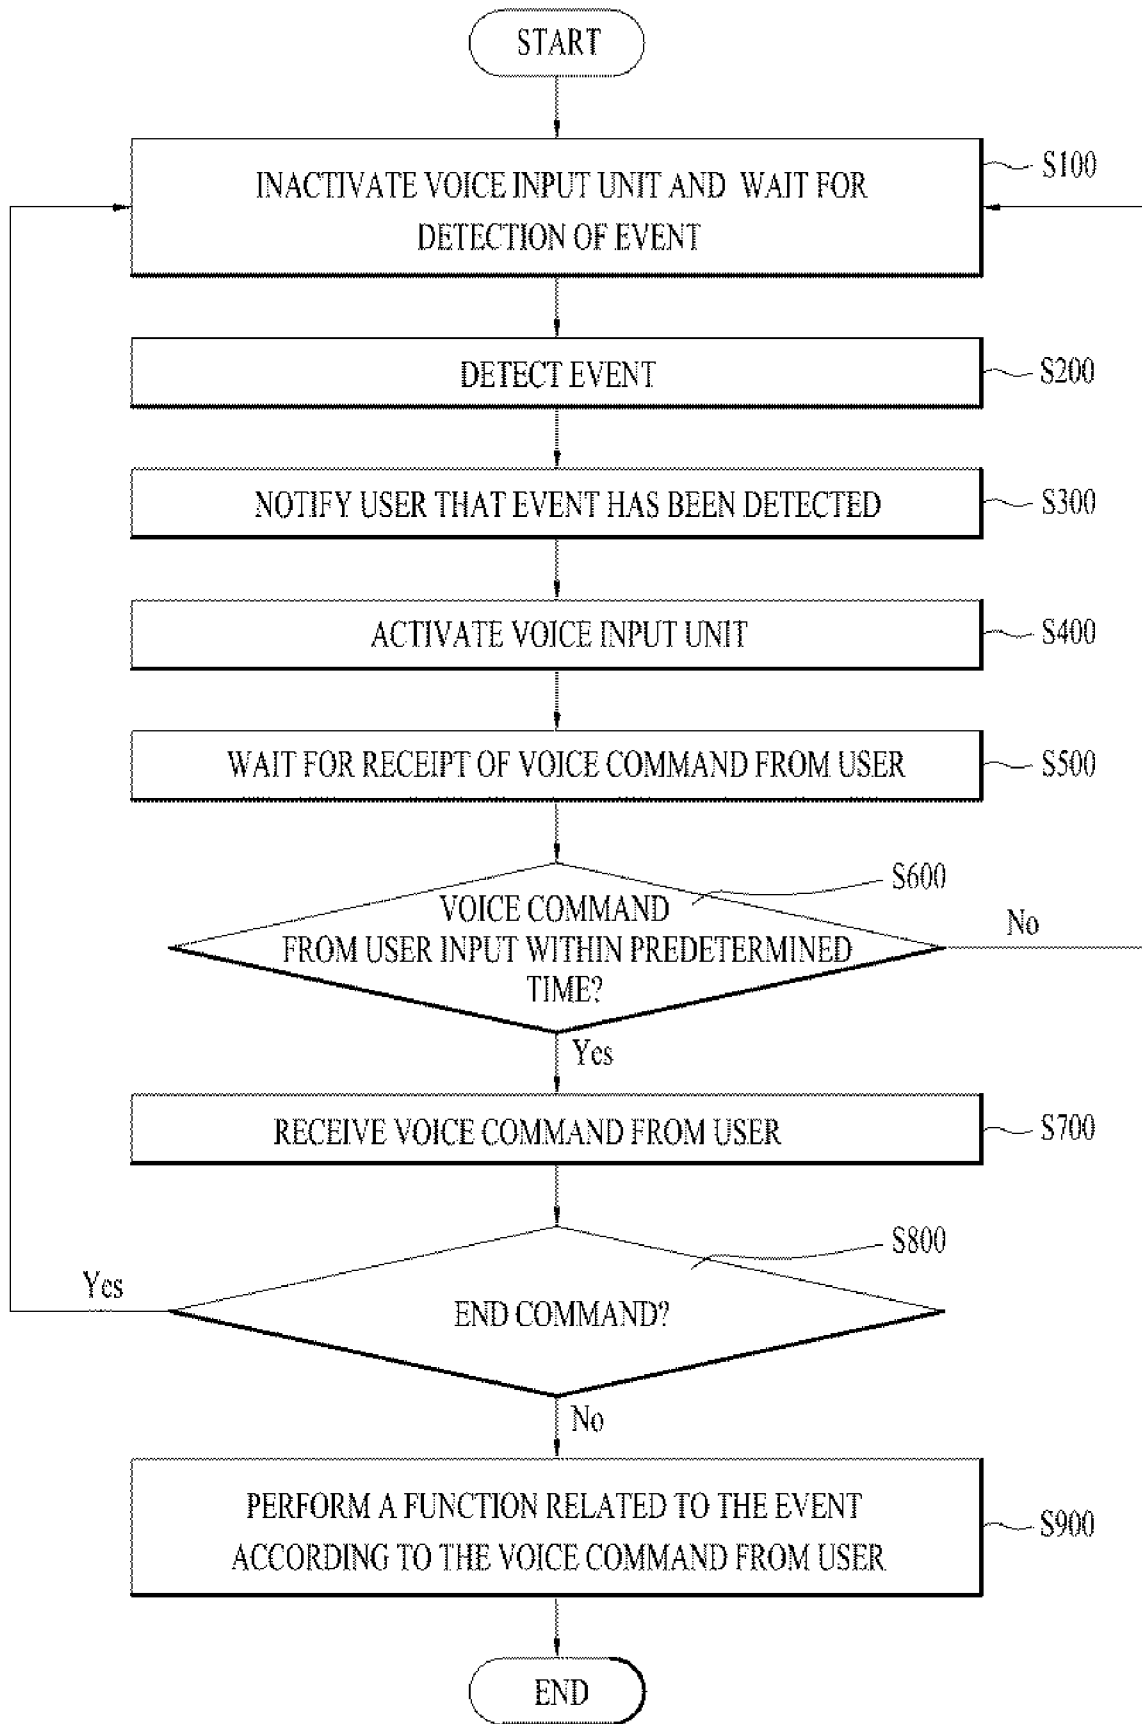 START
INACTIVATE VOICE INPUT UNIT AND WAIT FOR
DETECTION OF EVENT
S100
DETECT EVENT
S200
NOTIFY USER THAT EVENT HAS BEEN DETECTED
S300
ACTIVATE VOICE INPUT UNIT
S400
WAIT FOR RECEIPT OF VOICE COMMAND FROM USER
S500
S600
VOICE COMMAND
FROM USER INPUT WITHIN PREDETERMINED
TIME?
No
Yes
RECEIVE VOICE COMMAND FROM USER
S700
S800
Yes
END COMMAND?
No
PERFORM A FUNCTION RELATED TO THE EVENT
ACCORDING TO THE VOICE COMMAND FROM USER
S900
END